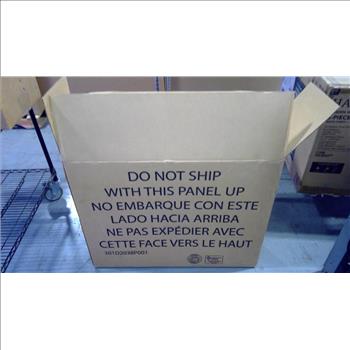 DO NOT SHIP
WITH THIS PANEL UP
NO EMBARQUE CON ESTE
LADO HACIA ARRIBA
NE PAS EXPÉDIER AVEC
CETTE FACE VERS LE HAUT